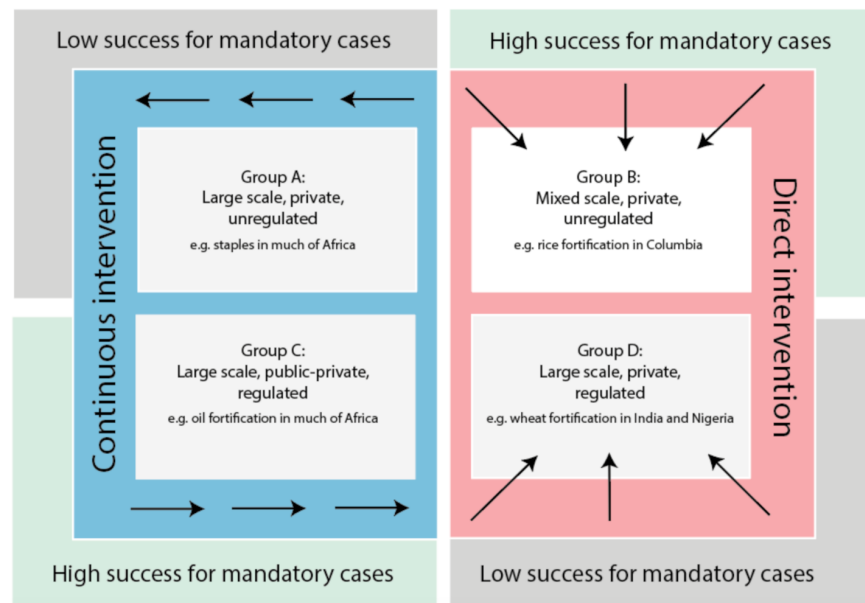 Low success for mandatory cases
High success for mandatory cases
Continuous intervention
Group A:
Large scale, private,
unregulated
e.g. staples in much of Africa
Group B:
Mixed scale, private,
unregulated
e.g. rice fortification in Columbia
Direct intervention
Group C:
Large scale, public-private,
regulated
e.g. oil fortification in much of Africa
Group D:
Large scale, private,
regulated
e.g. wheat fortification in India and Nigeria
High success for mandatory cases
Low success for mandatory cases